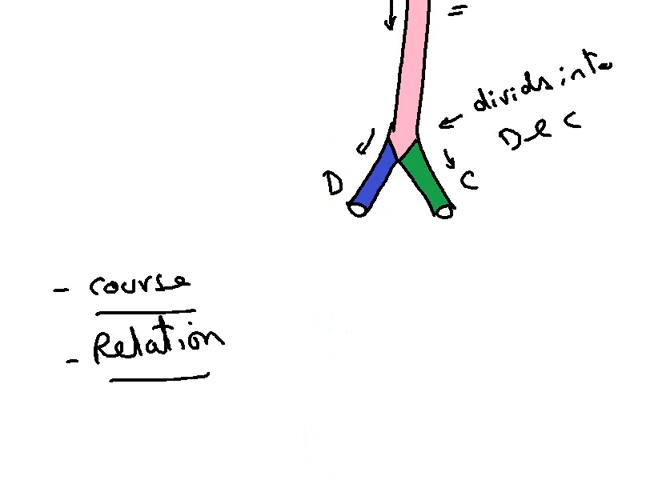 =
divids into
D & C
D
C
- course
- Relation